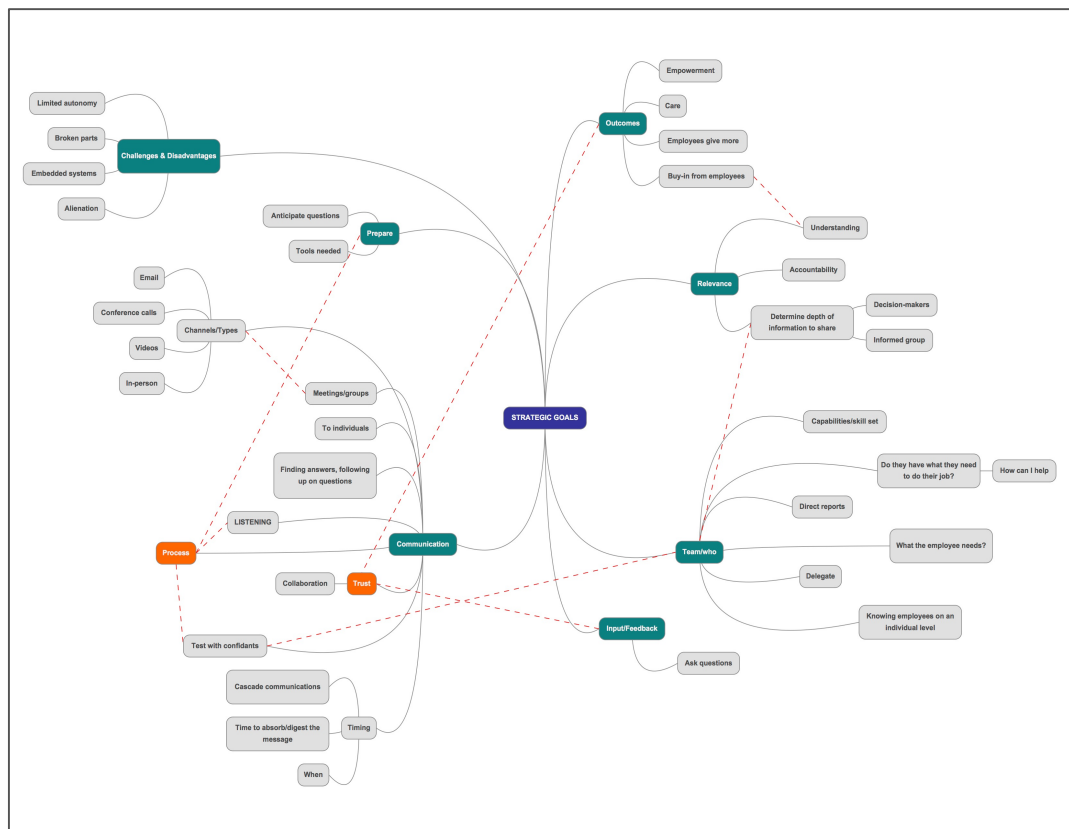 Limited autonomy
Broken parts
Embedded systems
Alienation
Challenges & Disadvantages
Anticipate questions
Tools needed
Prepare
Email
Conference calls
Videos
In-person
Channels/Types
Meetings/groups
To individuals
Finding answers, following
up on questions
LISTENING
Process
Communication
Collaboration
Trust
Test with confidants
Cascade communications
Time to absorb/digest the
message
When
Timing
STRATEGIC GOALS
Outcomes
Empowerment
Care
Employees give more
Buy-in from employees
Relevance
Understanding
Accountability
Determine depth of
information to share
Decision-makers
Informed group
Team/who
Capabilities/skill set
Do they have what they need
to do their job?
How can I help
Direct reports
What the employee needs?
Delegate
Knowing employees on an
individual level
Input/Feedback
Ask questions